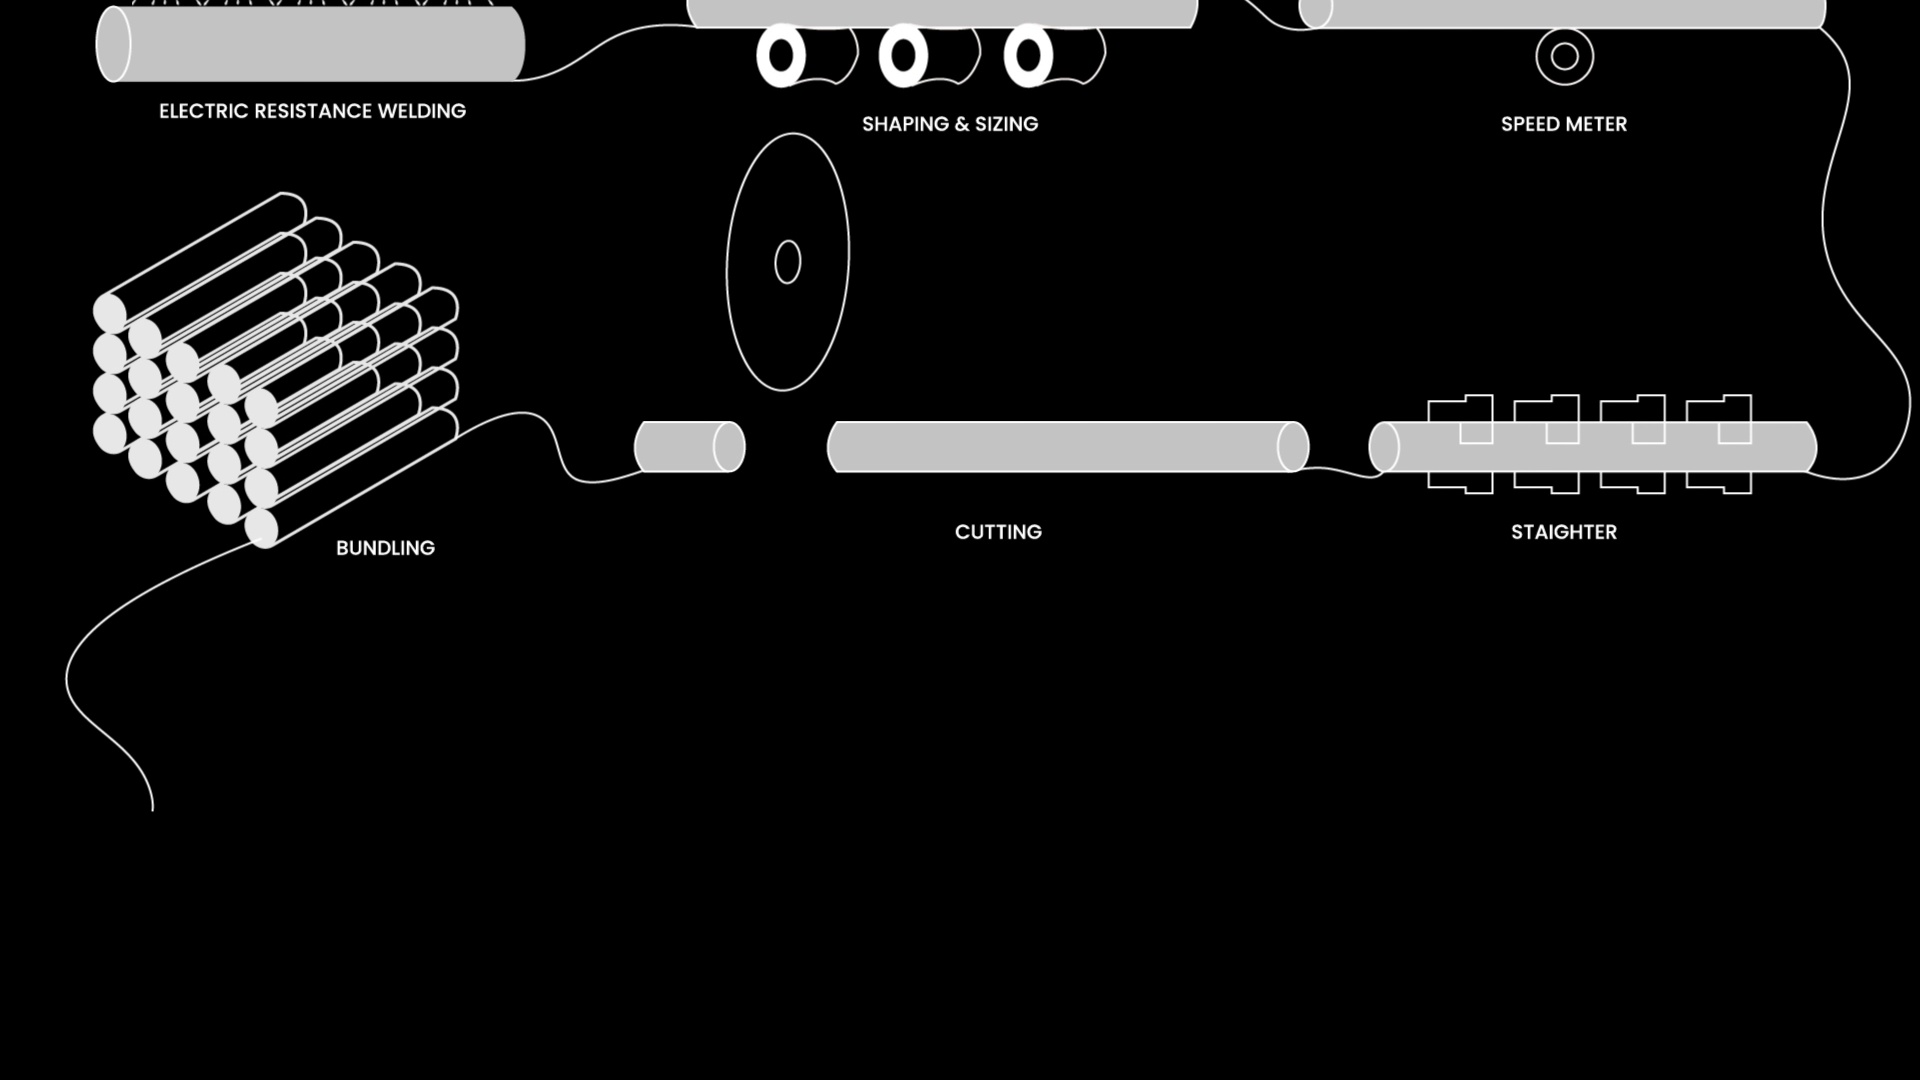 ELECTRIC RESISTANCE WELDING
SHAPING & SIZING
SPEED METER
BUNDLING
CUTTING
STAIGHTER